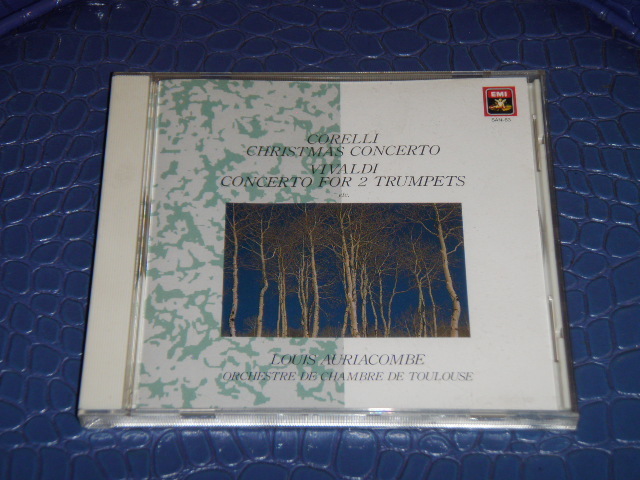 EMI
CORELLI
CHRISTMAS CONCERTO
VIVALDI
CONCERTO FOR 2 TRUMPETS
etc.
LOUIS AURIACOMBE
ORCHESTRE DE CHAMBRE DE TOULOUSE